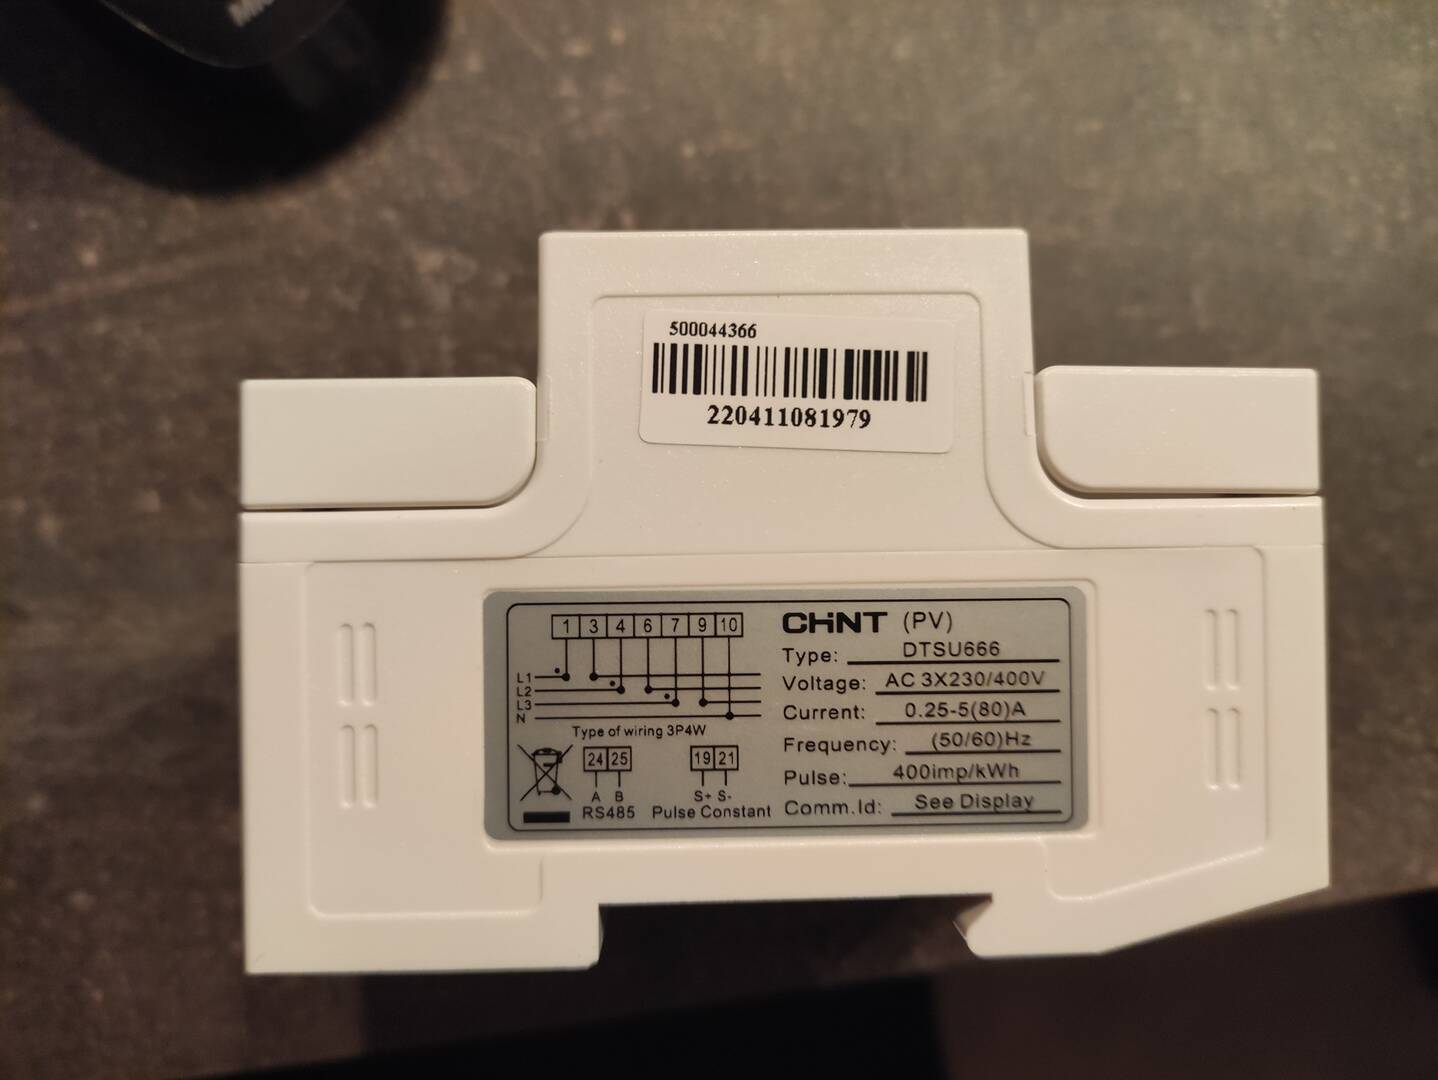 500044366
220411081979
1 3 4 6 7 9 10
L1
L2
L3
N
Type of wiring 3P4W
24 25
A B
RS485
19 21
S+ S-
Pulse Constant
CHNT (PV)
Type: DTSU666
Voltage: AC 3X230/400V
Current: 0.25-5(80)A
Frequency: (50/60)Hz
Pulse: 400imp/kWh
Comm.Id: See Display